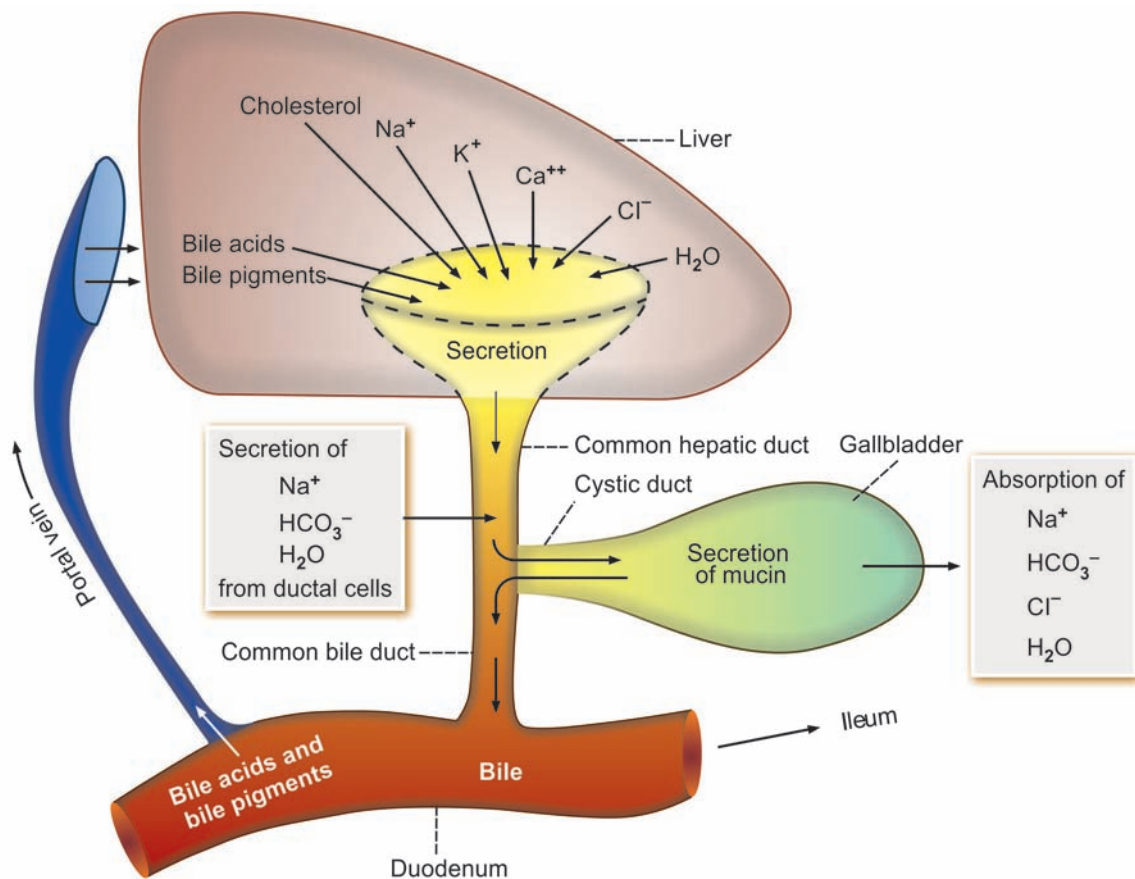 Cholesterol
Na⁺
K⁺
Ca⁺⁺
Cl⁻
H₂O
Liver
Bile acids
Bile pigments
Secretion
Secretion of
Na⁺
HCO₃⁻
H₂O
from ductal cells
Common hepatic duct
Cystic duct
Gallbladder
Secretion
of mucin
Absorption of
Na⁺
HCO₃⁻
Cl⁻
H₂O
Portal vein
Common bile duct
Bile acids and
bile pigments
Bile
Ileum
Duodenum